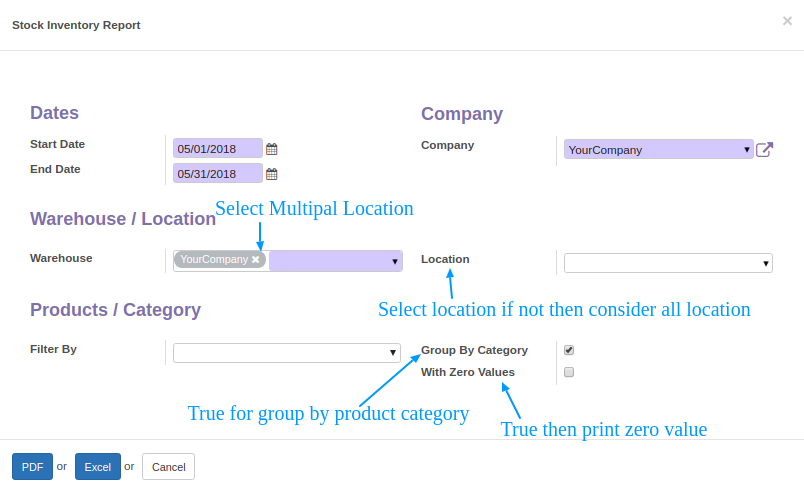 Stock Inventory Report
×
Dates
Company
Start Date
05/01/2018
Company
YourCompany
End Date
05/31/2018
Select Multipal Location
Warehouse / Location
Warehouse
YourCompany ×
Location
Select location if not then consider all location
Products / Category
Filter By
Group By Category
With Zero Values
True for group by product category
True then print zero value
PDF or Excel or Cancel